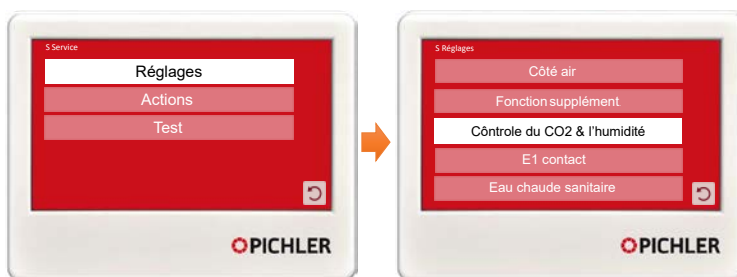 S Service
Réglages
Actions
Test
PICHLER
S Réglages
Côté air
Fonction supplément
Côntrole du CO2 & l'humidité
E1 contact
Eau chaude sanitaire
PICHLER